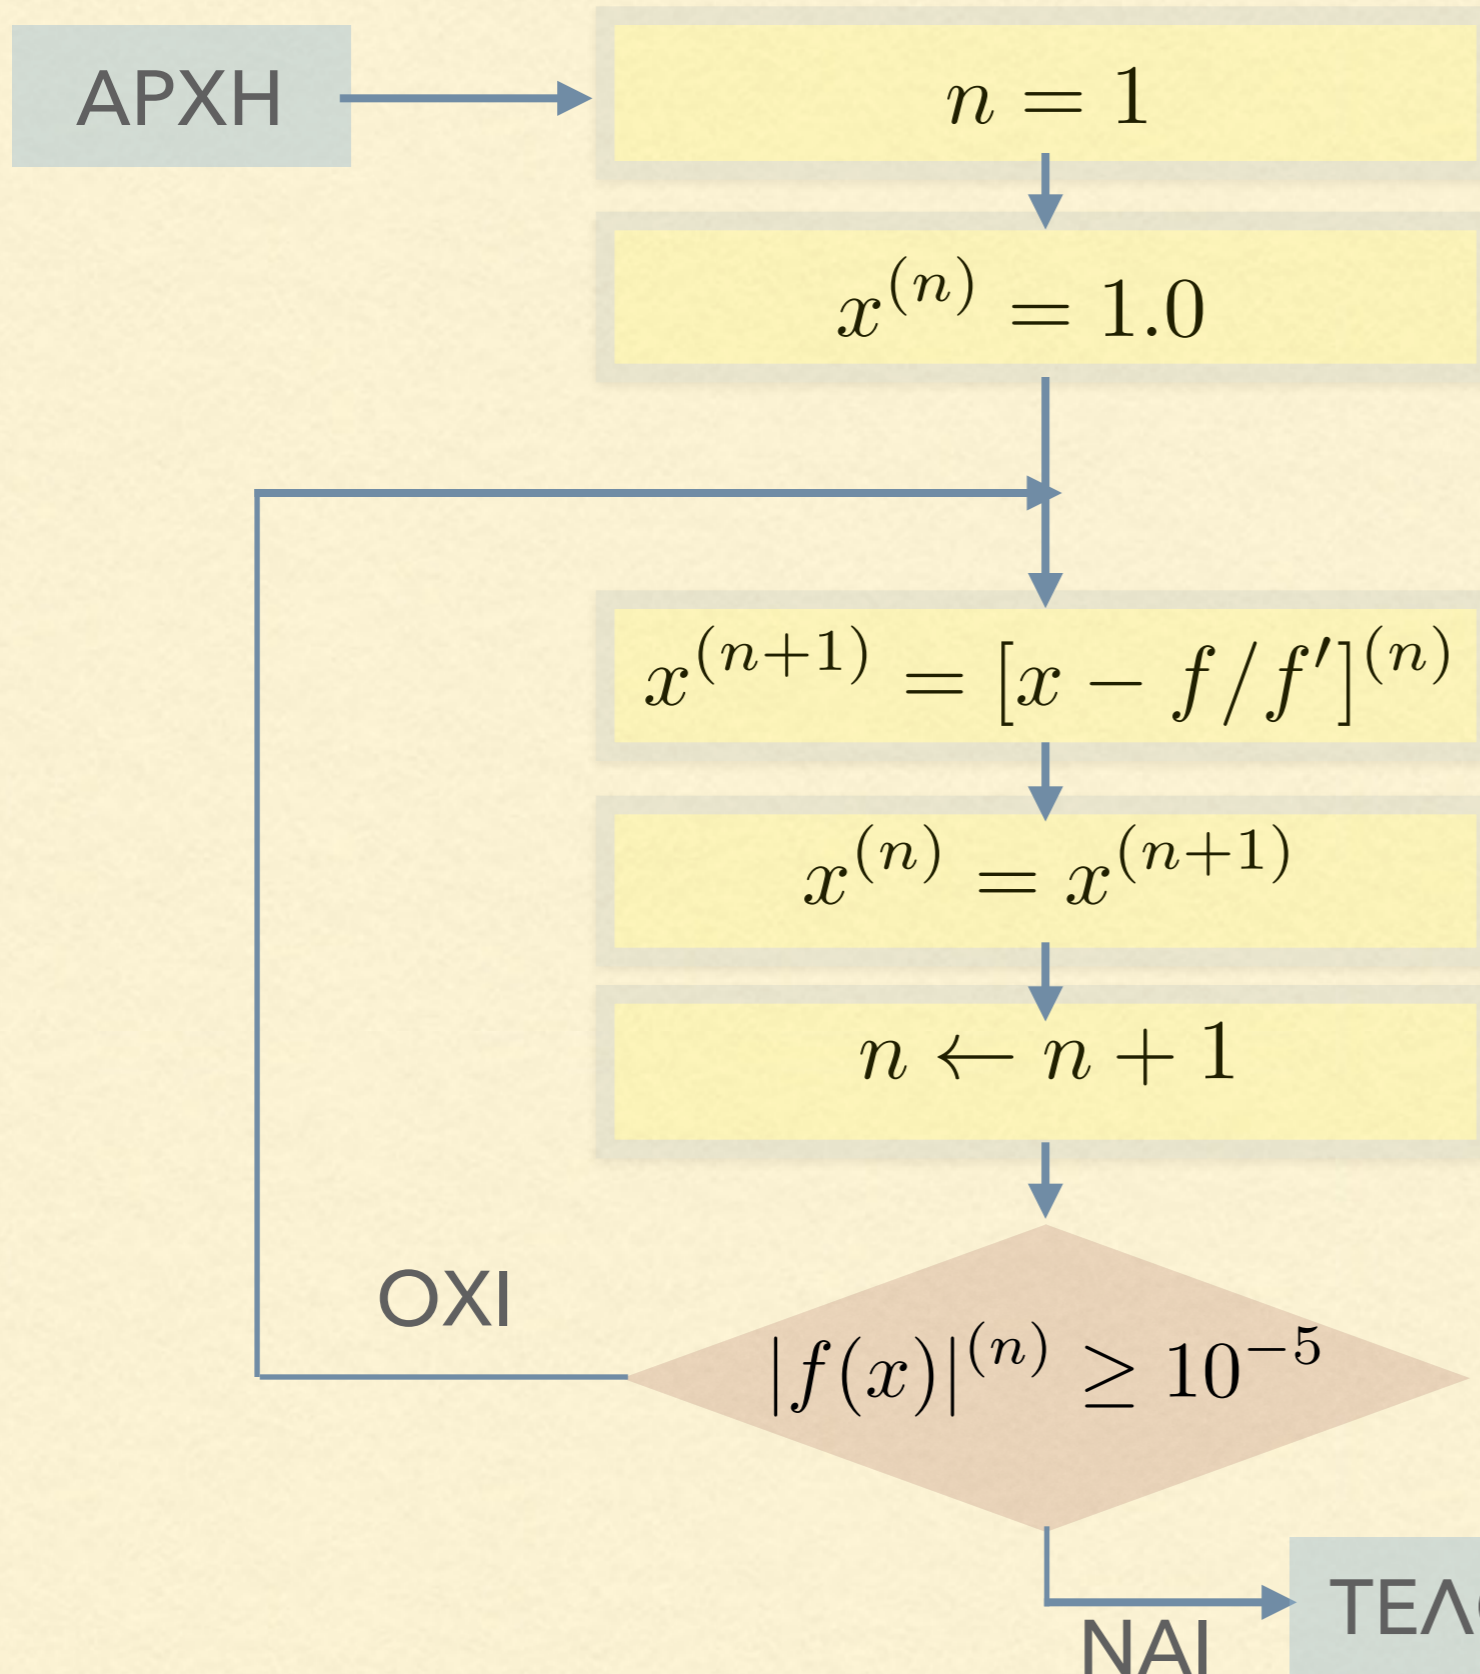 ΑΡΧΗ
n = 1
x^{(n)} = 1.0
x^{(n+1)} = [x − f/f′]^{(n)}
x^{(n)} = x^{(n+1)}
n ← n + 1
ΟΧΙ
|f(x)|^{(n)} ≥ 10^{−5}
ΝΑΙ